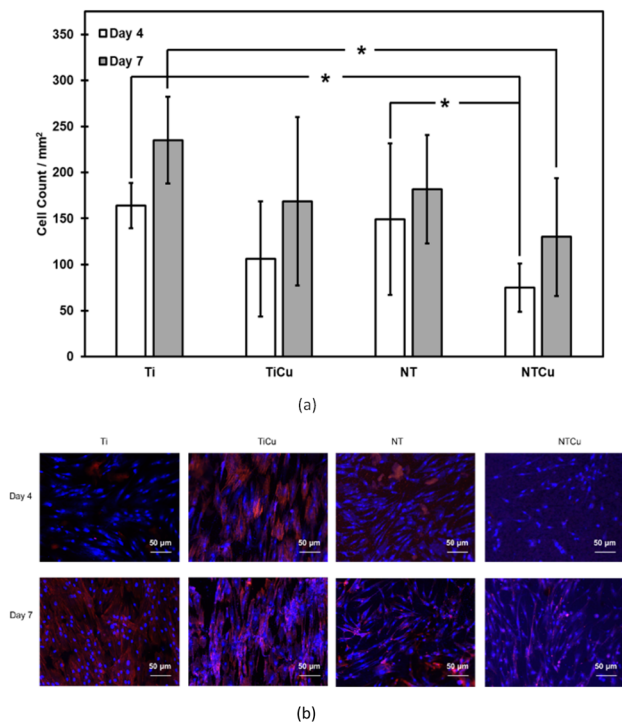 350
300
250
200
150
100
50
0
Cell Count / mm²
Day 4
Day 7
*
*
*
Ti TiCu NT NTCu
(a)
Ti TiCu NT NTCu
Day 4
50 µm 50 µm 50 µm 50 µm
Day 7
50 µm 50 µm 50 µm 50 µm
(b)